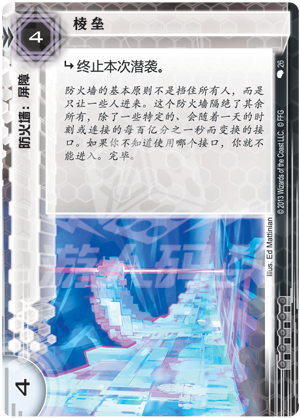 4
棱垒
防火墙：屏障
↳终止本次潜袭。
防火墙的基本原则不是挡住所有人，而是
只让一些人进来。这个防火墙隔绝了其余
所有，除了一些特定的、会随着一天的时
刻或连接的每百亿分之一秒而变换的接
口。如果你不知道使用哪个接口，你就不
能进入。完毕。
26
© 2013 Wizards of the Coast LLC. © FFG
Illus. Ed Mattinian
4